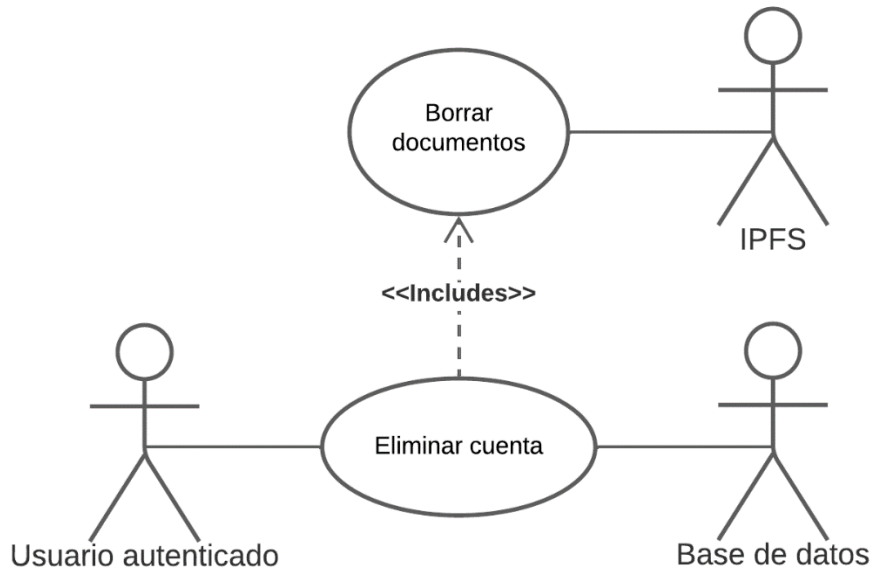 Borrar
documentos
IPFS
<<Includes>>
Eliminar cuenta
Usuario autenticado
Base de datos